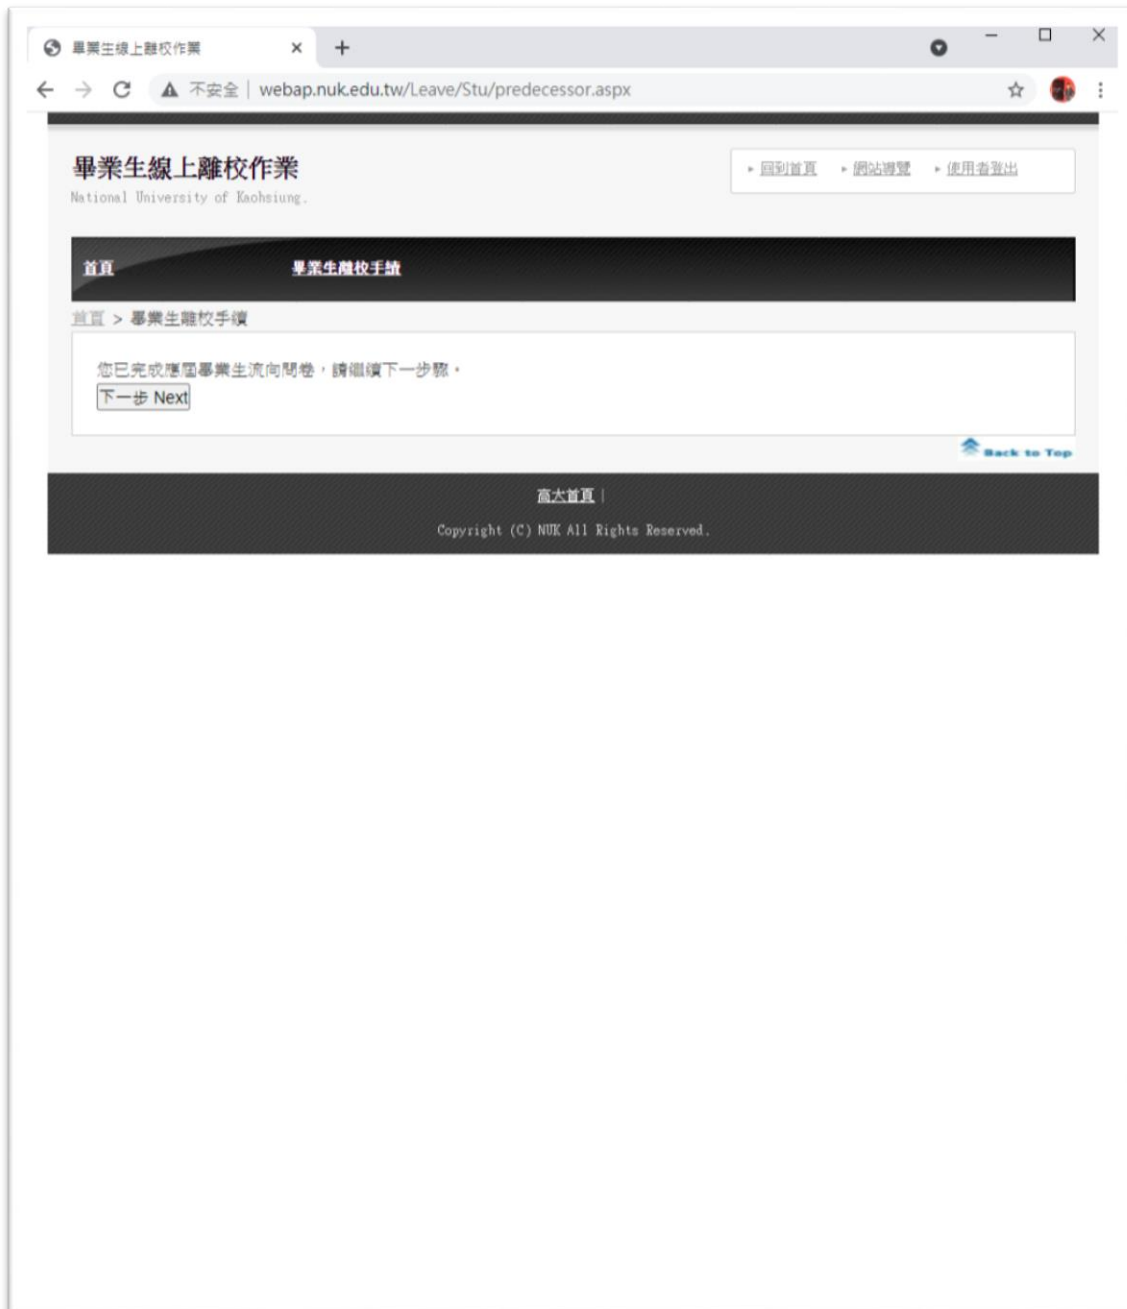 畢業生線上離校作業
不安全 | webap.nuk.edu.tw/Leave/Stu/predecessor.aspx
畢業生線上離校作業
National University of Kaohsiung.
回到首頁 網站導覽 使用者登出
首頁 畢業生離校手續
首頁 > 畢業生離校手續
您已完成應屆畢業生流向問卷，請繼續下一步驟。
下一步 Next
Back to Top
高大首頁 |
Copyright (C) NUK All Rights Reserved.